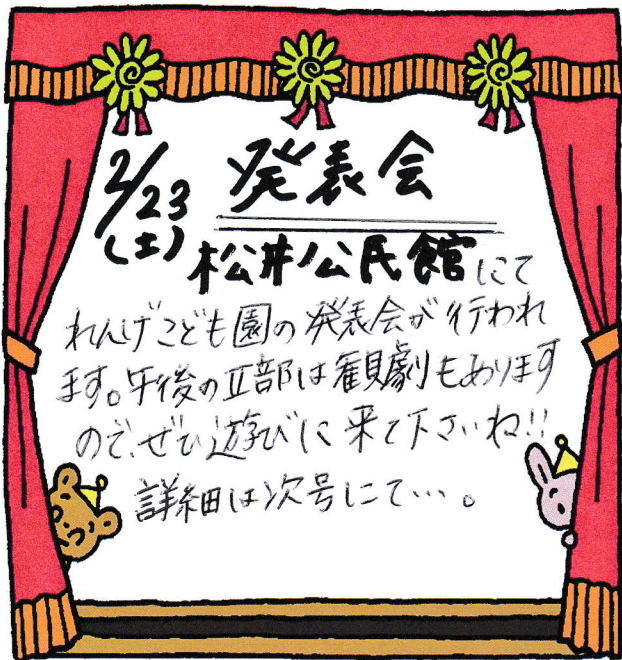 2/23(土) 発表会
松井公民館にて
れんげこども園の発表会が行われ
ます。午後のⅡ部は観劇もあります
ので、ぜひ遊びに来て下さいね!!
詳細は次号にて…。